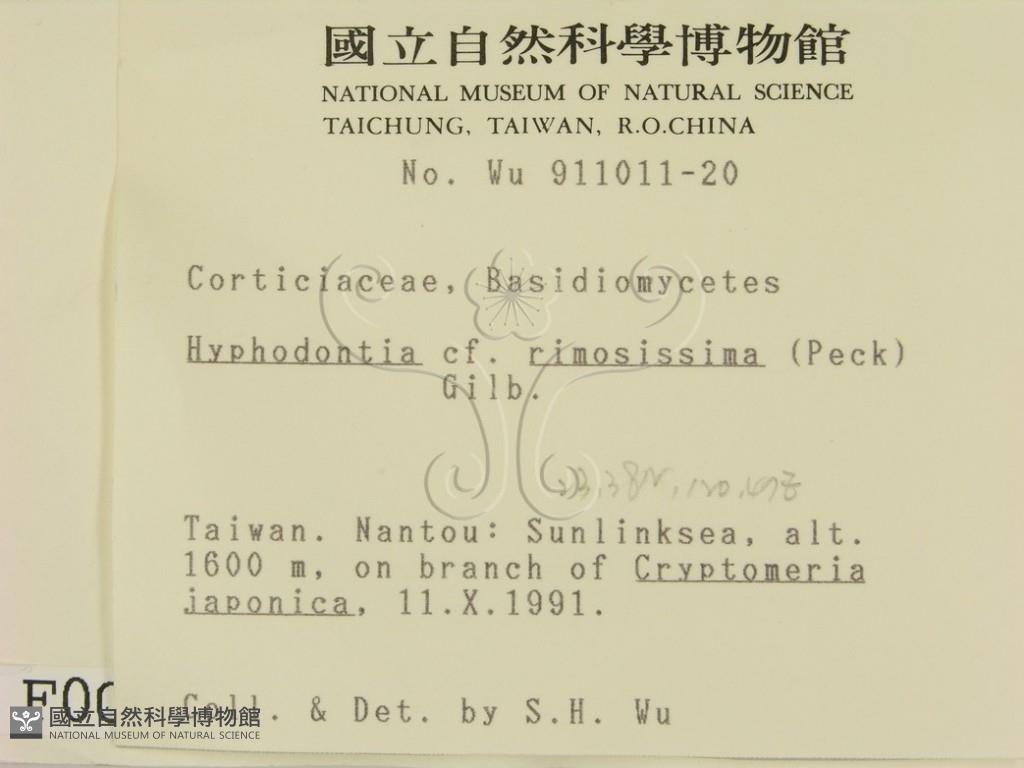 國立自然科學博物館
NATIONAL MUSEUM OF NATURAL SCIENCE
TAICHUNG, TAIWAN, R.O.CHINA
No. Wu 911011-20
Corticiaceae, Basidiomycetes
Hyphodontia cf. rimosissima (Peck)
Gilb.
Taiwan. Nantou: Sunlinksea, alt.
1600 m, on branch of Cryptomeria
japonica, 11.X.1991.
Coll. & Det. by S.H. Wu
國立自然科學博物館
NATIONAL MUSEUM OF NATURAL SCIENCE